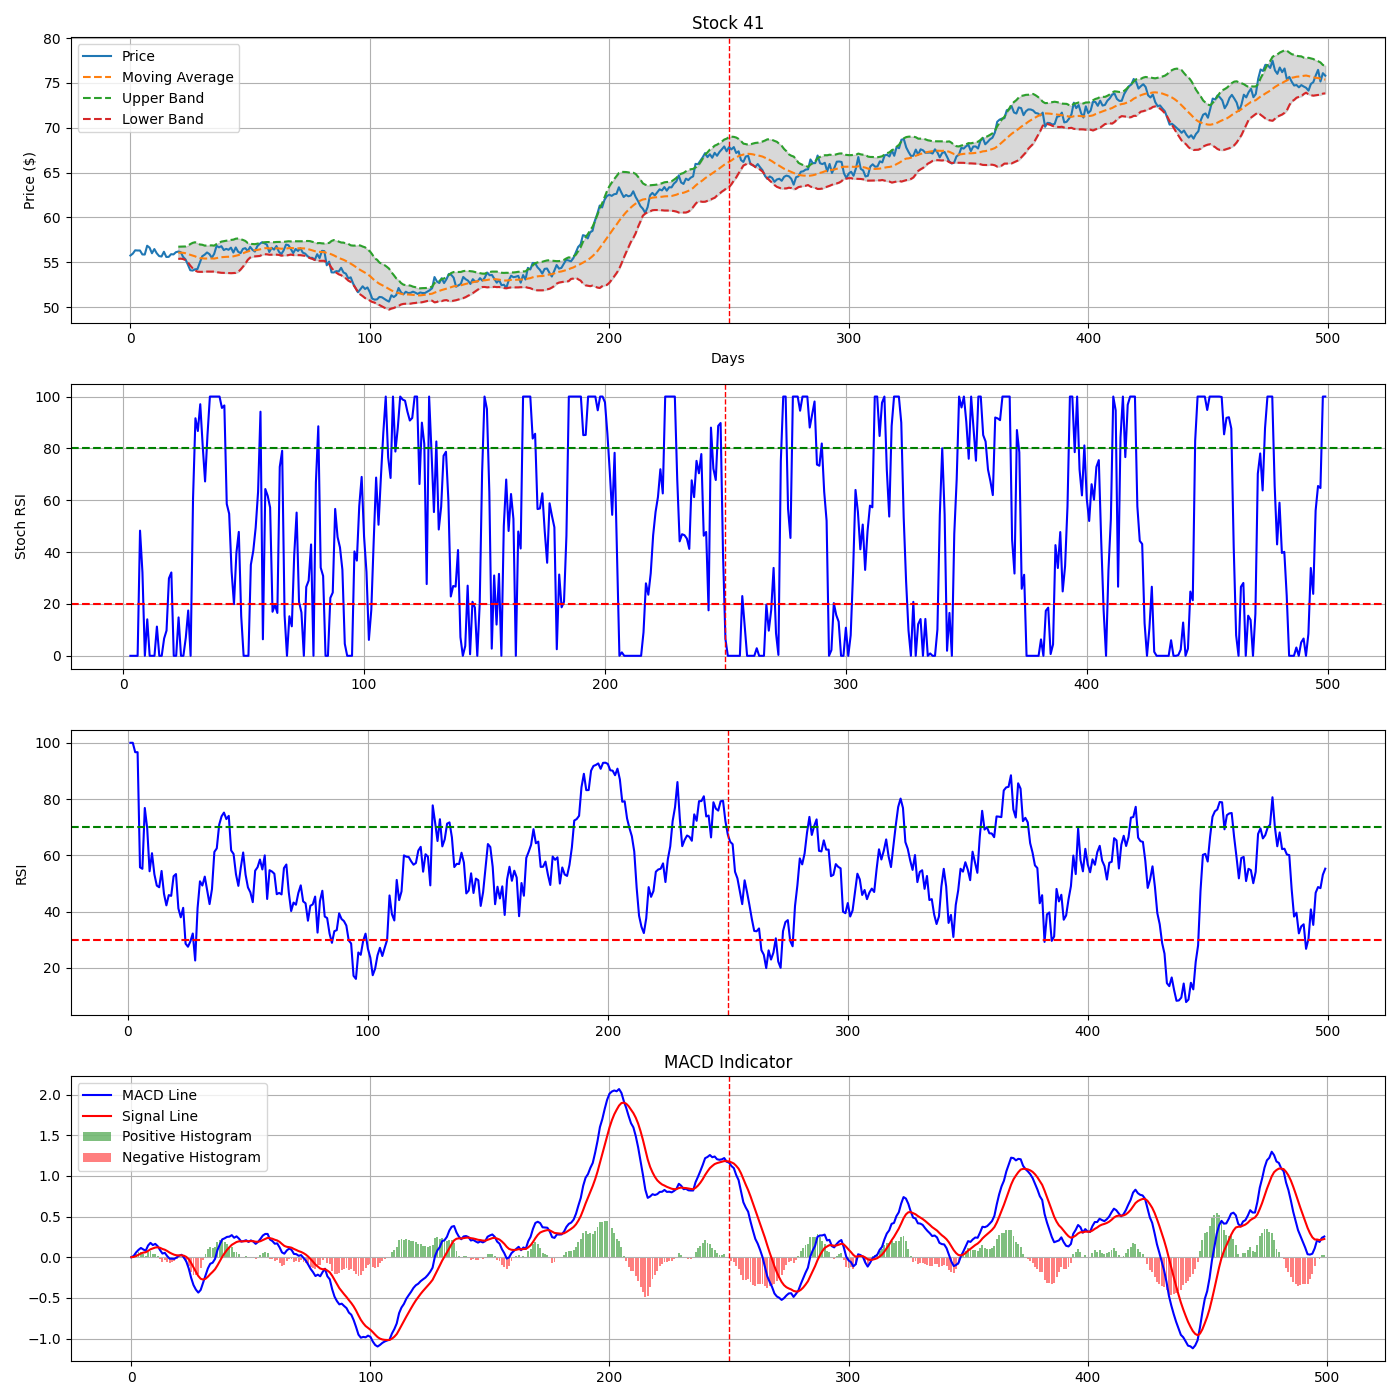 Stock 41
80
75
70
65
60
55
50
Price ($)
Price
Moving Average
Upper Band
Lower Band
0 100 200 300 400 500
Days
100
80
60
40
20
0
Stoch RSI
0 100 200 300 400 500
100
80
60
40
20
RSI
0 100 200 300 400 500
MACD Indicator
2.0
1.5
1.0
0.5
0.0
−0.5
−1.0
MACD Line
Signal Line
Positive Histogram
Negative Histogram
0 100 200 300 400 500